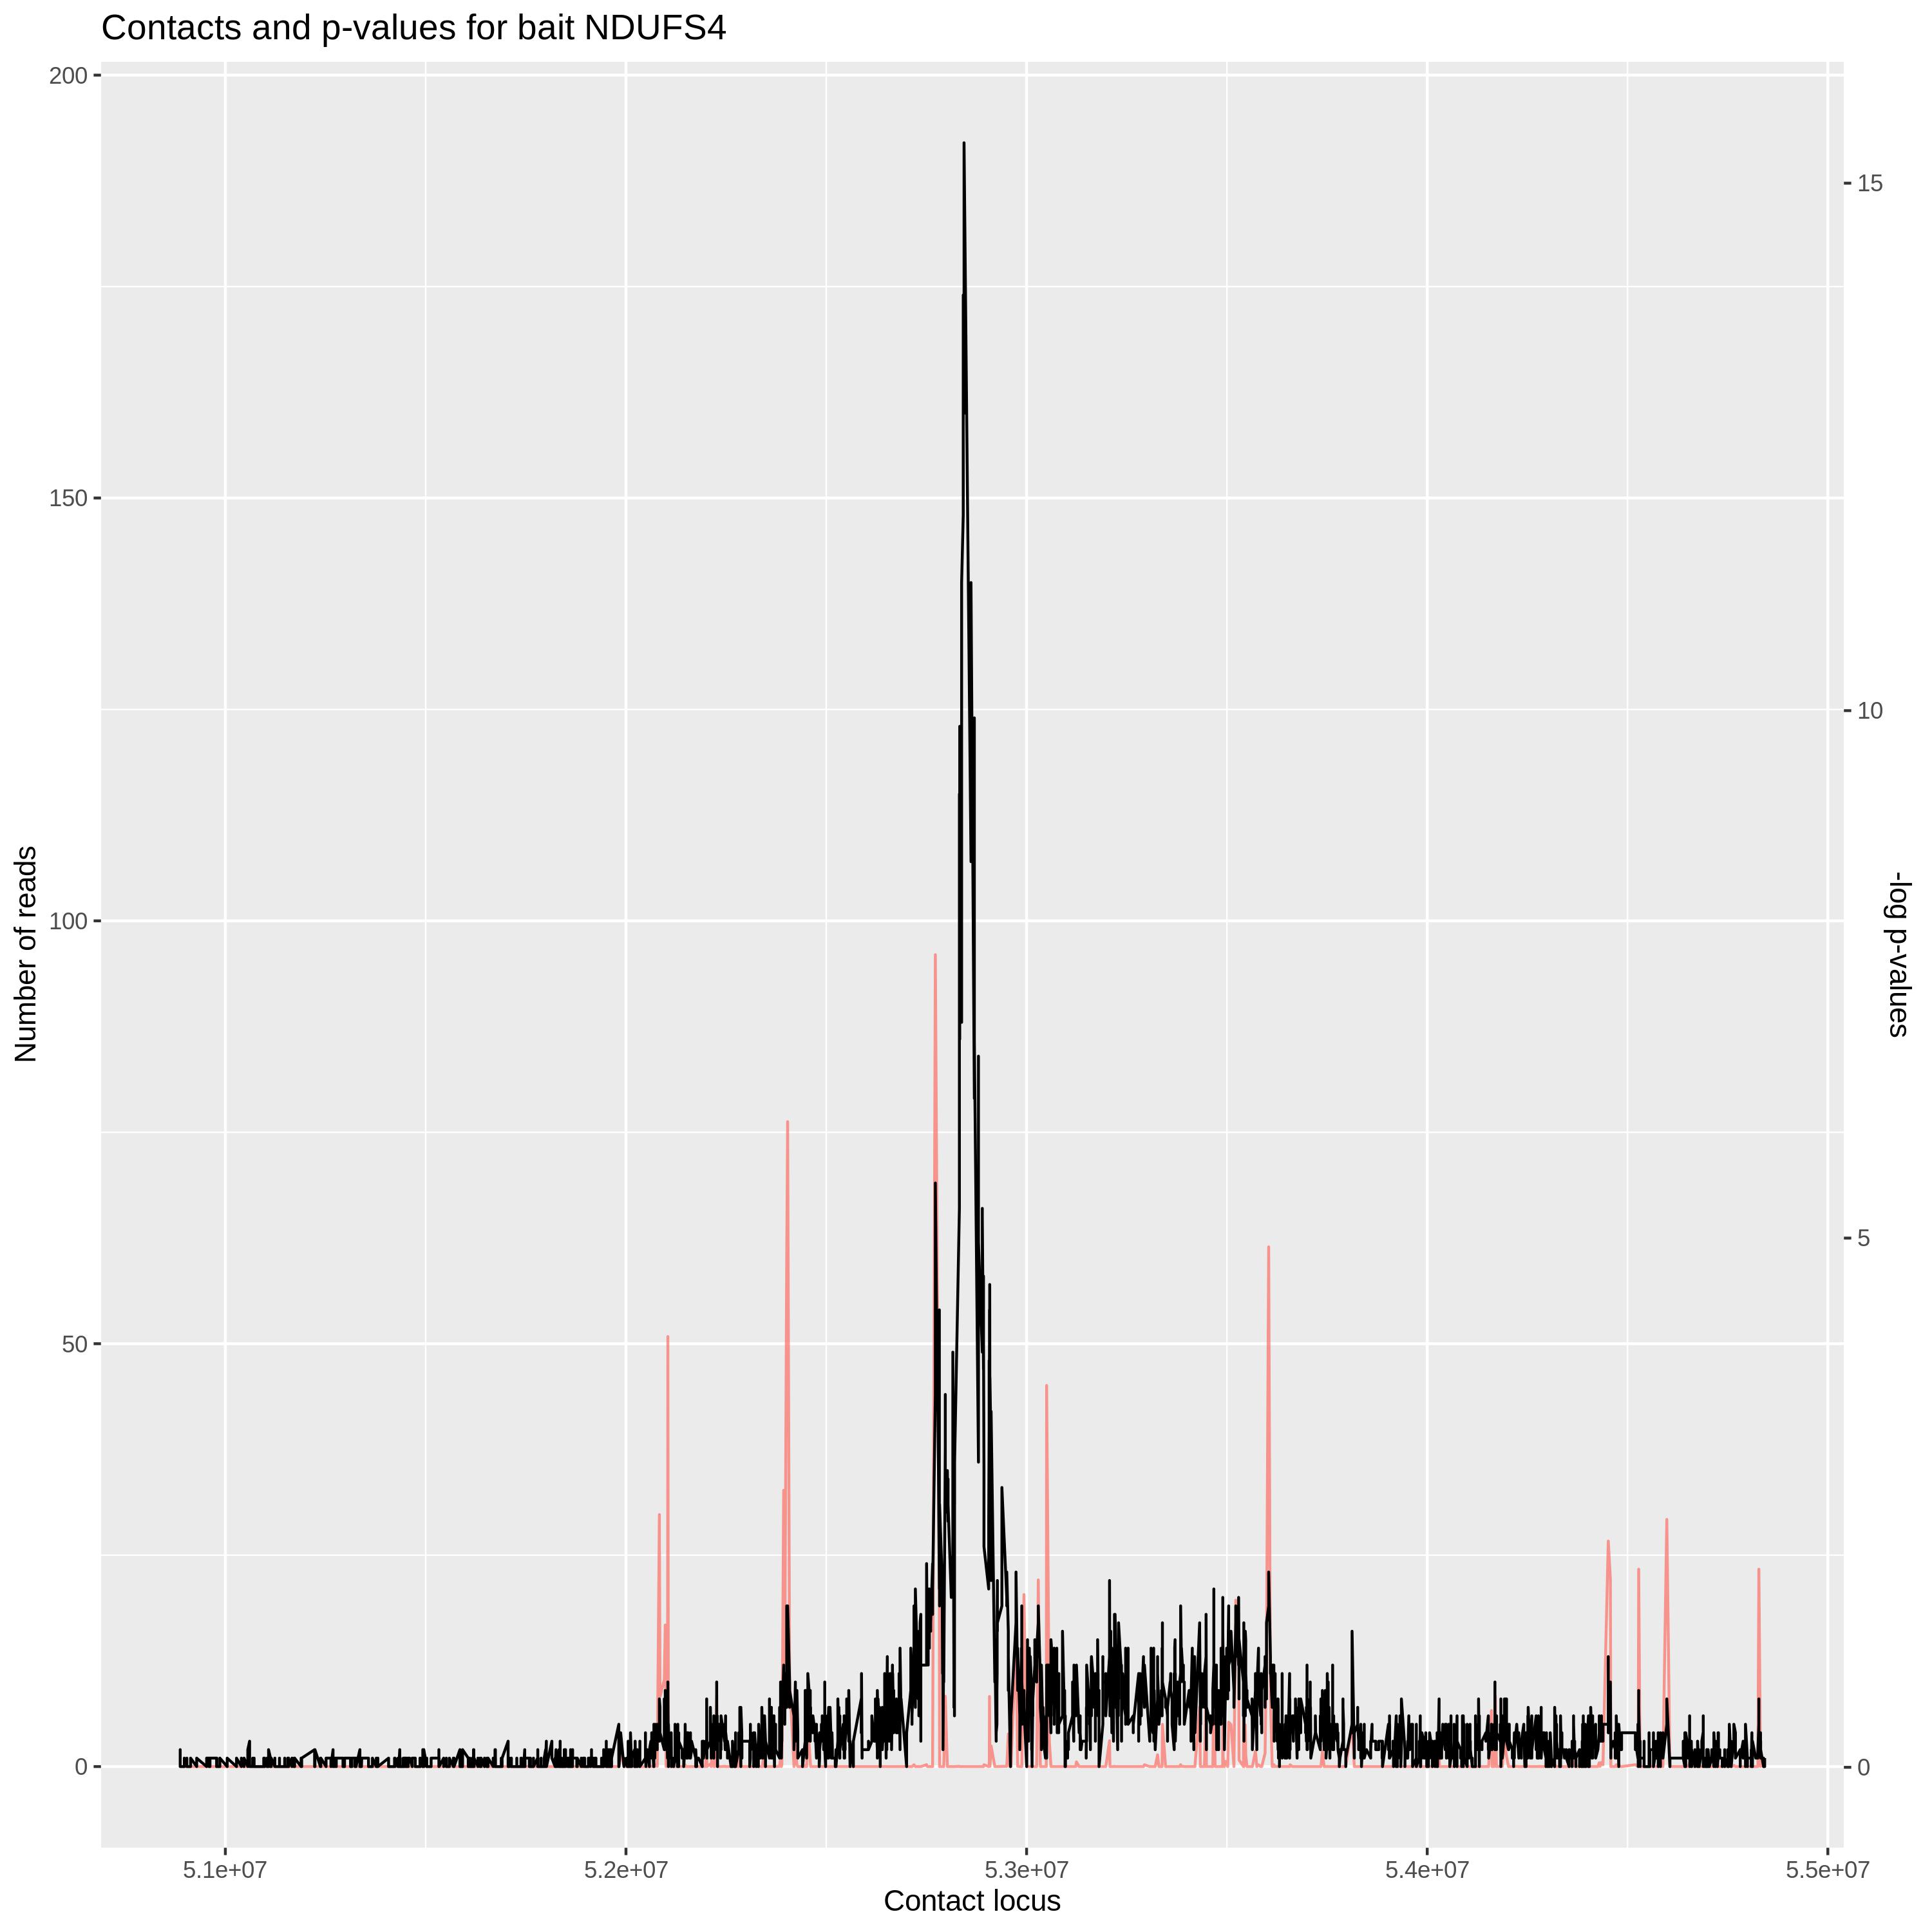 Contacts and p-values for bait NDUFS4
200
150
100
50
0
Number of reads
15
10
5
0
-log p-values
5.1e+07
5.2e+07
5.3e+07
5.4e+07
5.5e+07
Contact locus